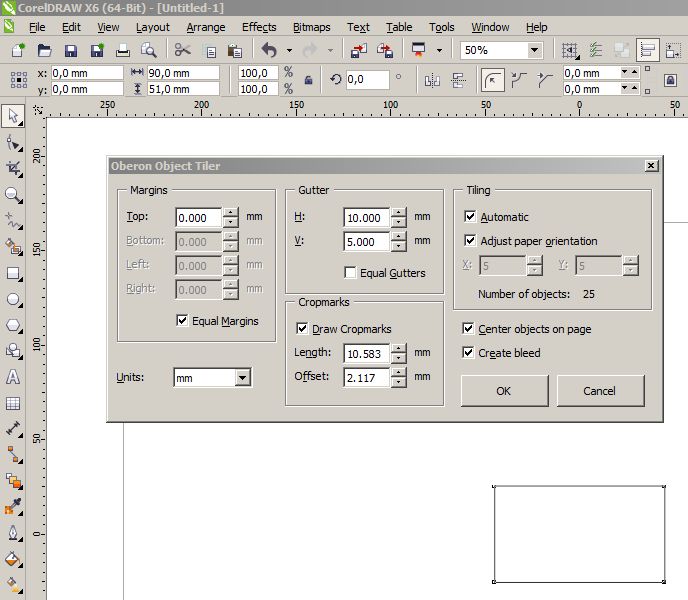 CorelDRAW X6 (64-Bit) - [Untitled-1]
File Edit View Layout Arrange Effects Bitmaps Text Table Tools Window Help
50%
x: 0,0 mm 90,0 mm 100,0 % 0,0 ° 0,0 mm
y: 0,0 mm 51,0 mm 100,0 % 0,0 mm
250 200 150 100 50 0 50
200
150
100
50
0
Oberon Object Tiler
Margins Gutter Tiling
Top: 0.000 mm H: 10.000 mm Automatic
Bottom: 0.000 mm V: 5.000 mm Adjust paper orientation
Left: 0.000 mm Equal Gutters X: 5 Y: 5
Right: 0.000 mm Number of objects: 25
Cropmarks
Equal Margins Draw Cropmarks Center objects on page
Length: 10.583 mm Create bleed
Units: mm Offset: 2.117 mm
OK Cancel